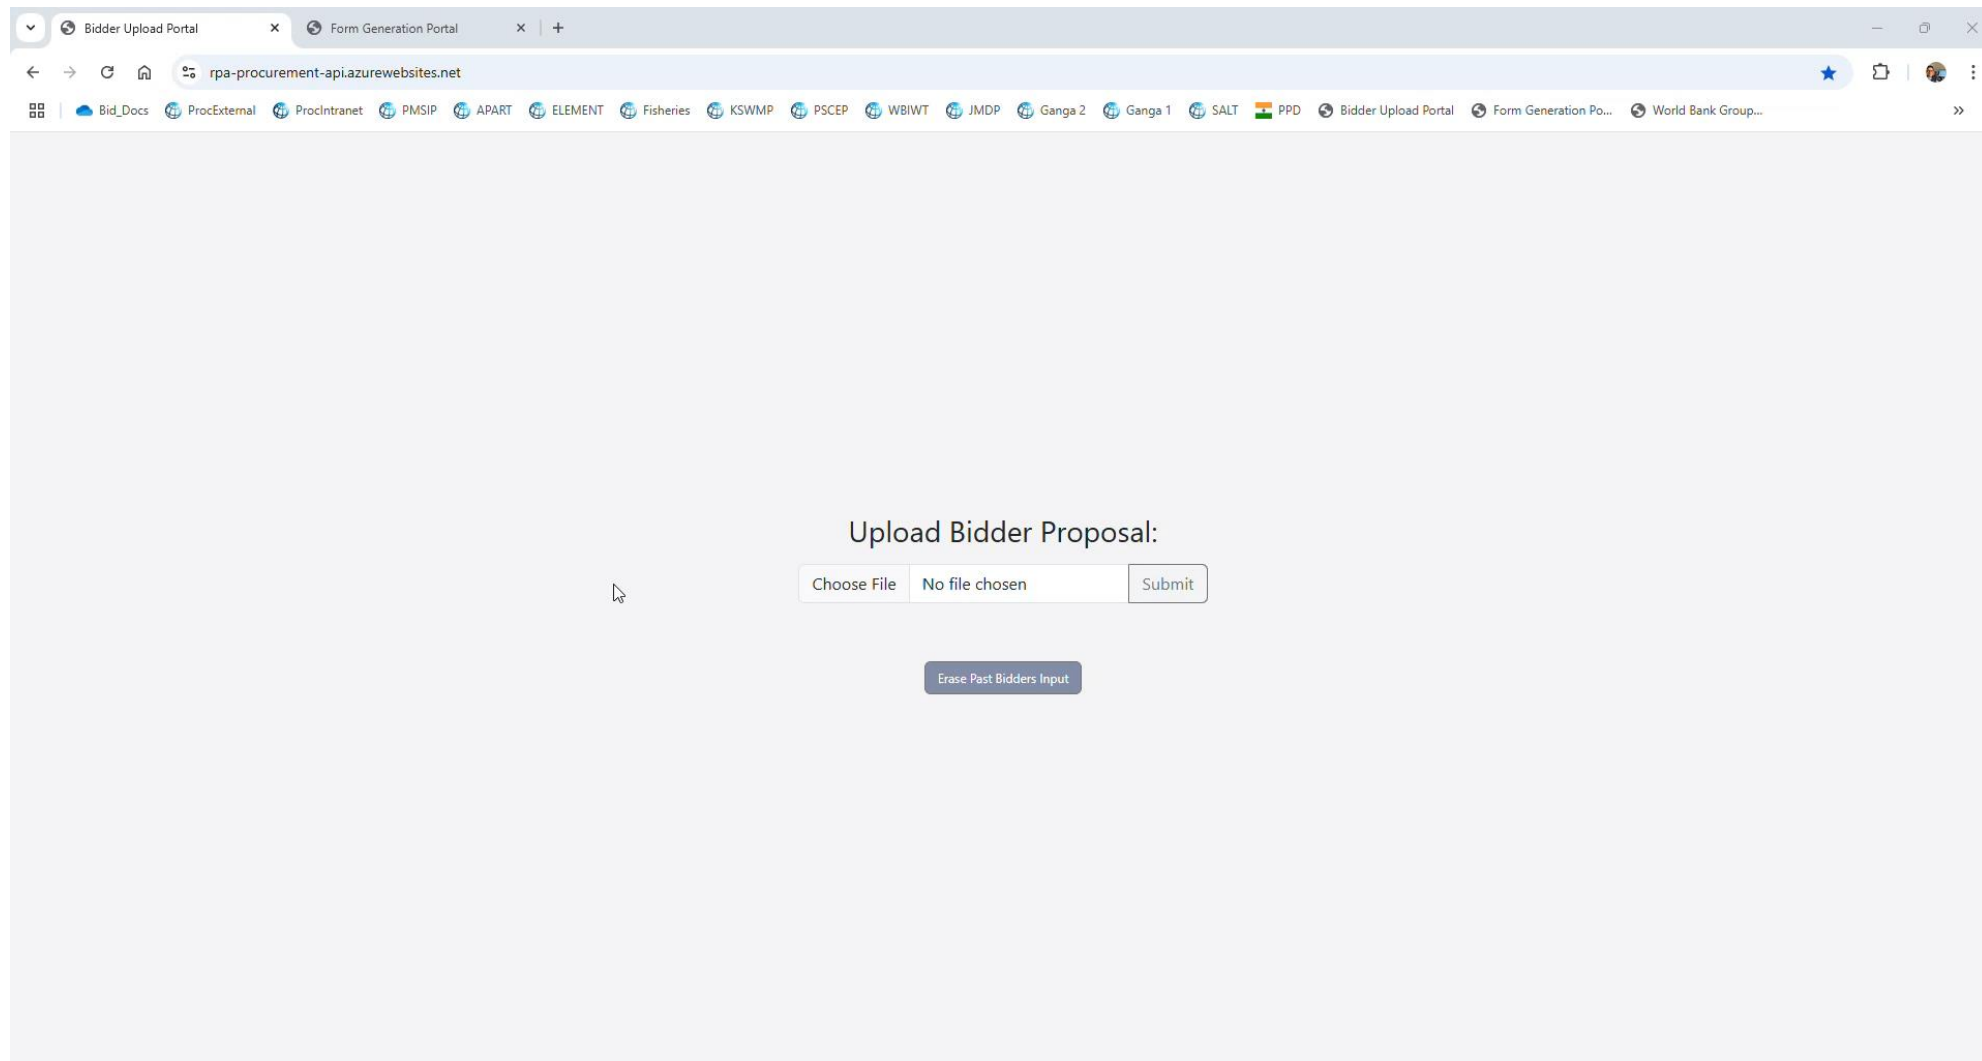 Bidder Upload Portal
Form Generation Portal
rpa-procurement-api.azurewebsites.net
Bid_Docs ProcExternal ProcIntranet PMSIP APART ELEMENT Fisheries KSWMP PSCEP WBIWT JMDP Ganga 2 Ganga 1 SALT PPD Bidder Upload Portal Form Generation Po... World Bank Group...
Upload Bidder Proposal:
Choose File No file chosen Submit
Erase Past Bidders Input